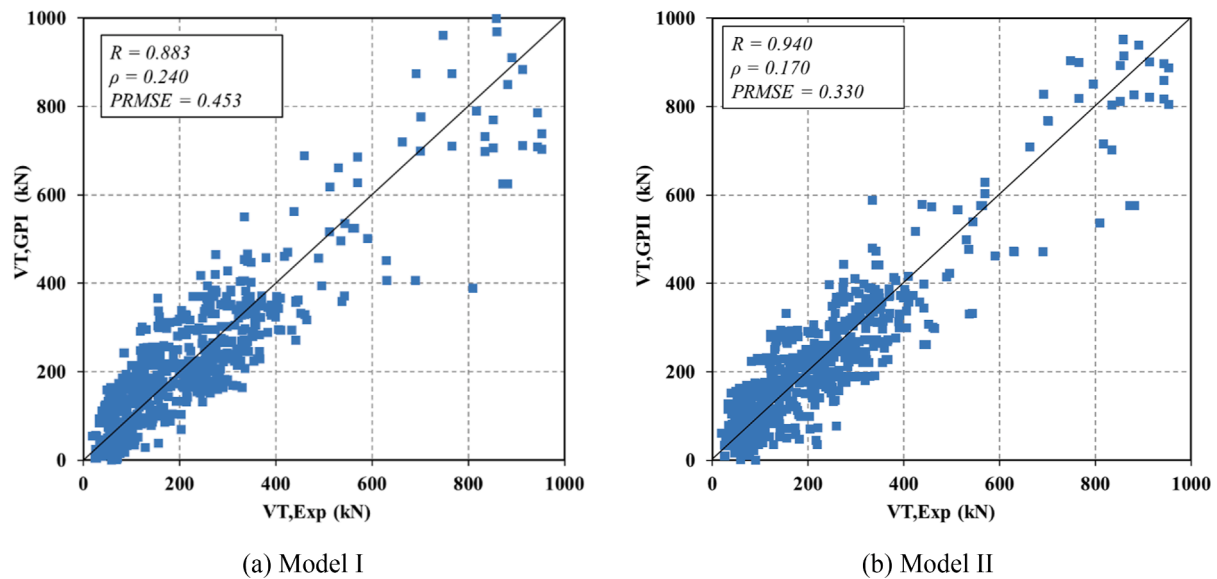 R = 0.883
ρ = 0.240
PRMSE = 0.453
VT,GPI (kN)
1000
800
600
400
200
0
0 200 400 600 800 1000
VT,Exp (kN)
(a) Model I
R = 0.940
ρ = 0.170
PRMSE = 0.330
VT,GPII (kN)
1000
800
600
400
200
0
0 200 400 600 800 1000
VT,Exp (kN)
(b) Model II